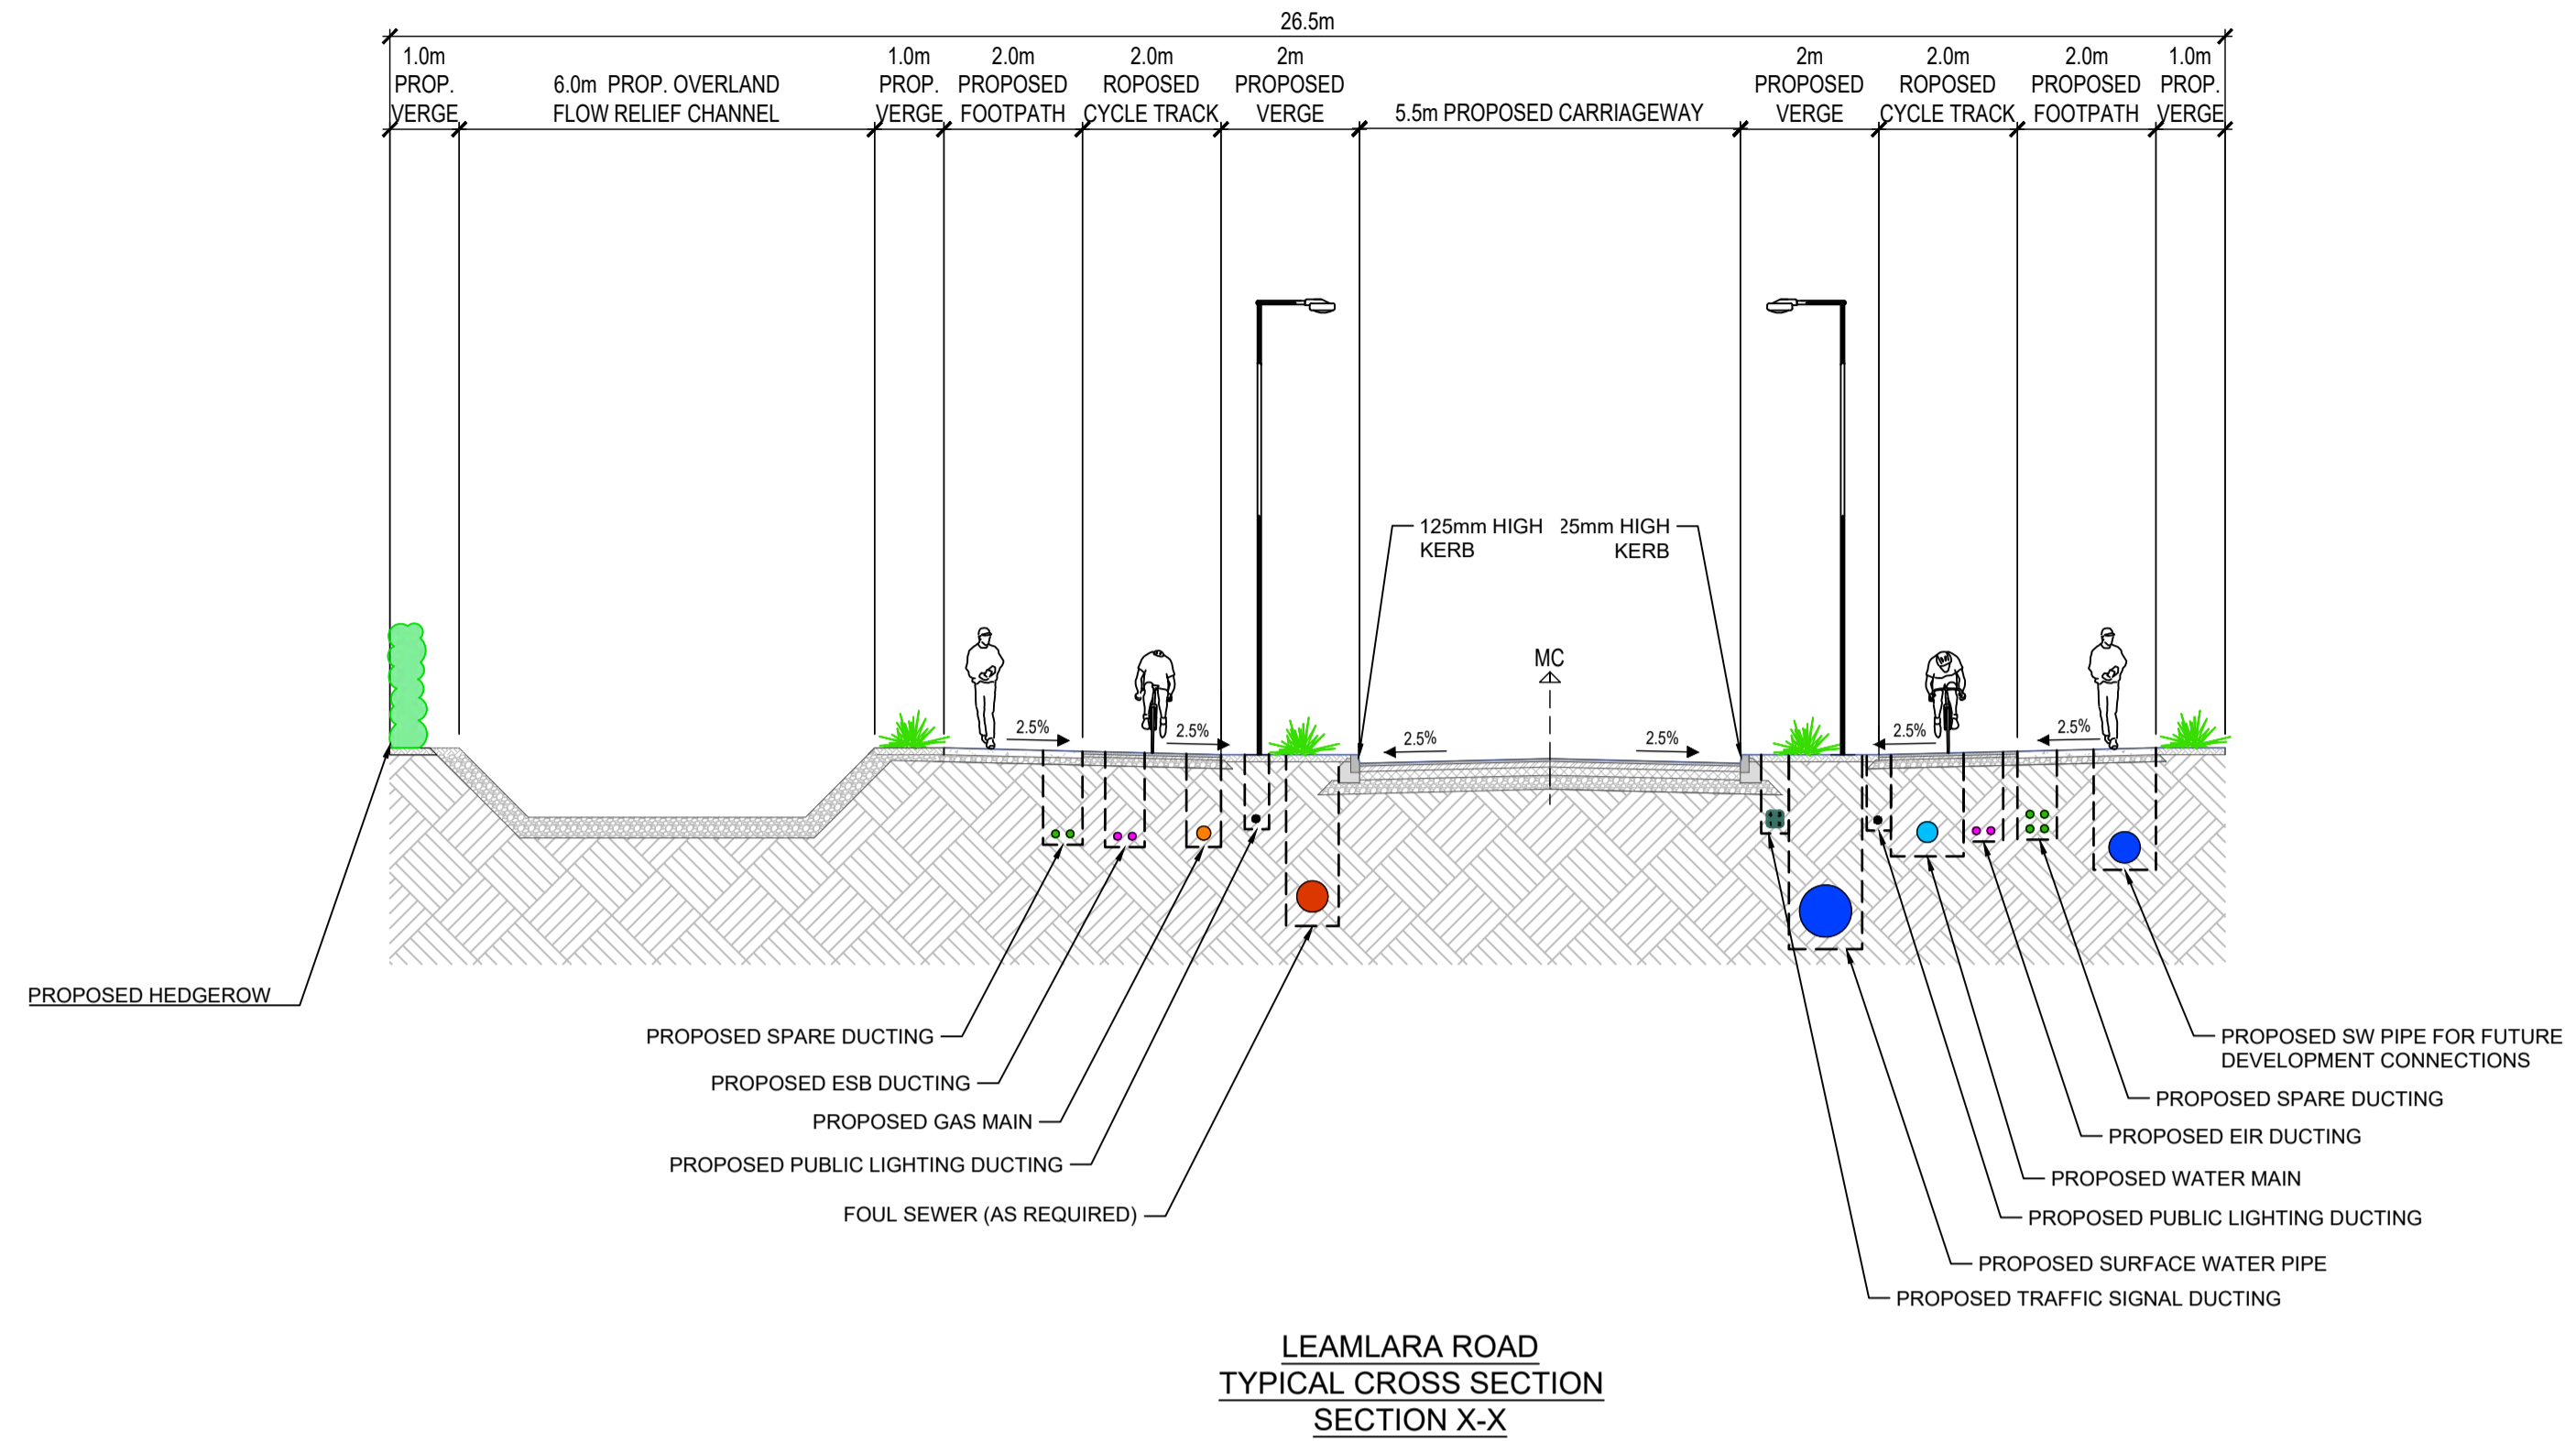 26.5m
1.0m
PROP.
VERGE
6.0m PROP. OVERLAND
FLOW RELIEF CHANNEL
1.0m
PROP.
VERGE
2.0m
PROPOSED
FOOTPATH
2.0m
ROPOSED
CYCLE TRACK
2m
PROPOSED
VERGE
5.5m PROPOSED CARRIAGEWAY
2m
PROPOSED
VERGE
2.0m
ROPOSED
CYCLE TRACK
2.0m
PROPOSED
FOOTPATH
1.0m
PROP.
VERGE
125mm HIGH
KERB
25mm HIGH
KERB
MC
2.5%
2.5%
2.5%
2.5%
2.5%
2.5%
PROPOSED HEDGEROW
PROPOSED SPARE DUCTING
PROPOSED ESB DUCTING
PROPOSED GAS MAIN
PROPOSED PUBLIC LIGHTING DUCTING
FOUL SEWER (AS REQUIRED)
PROPOSED SW PIPE FOR FUTURE
DEVELOPMENT CONNECTIONS
PROPOSED SPARE DUCTING
PROPOSED EIR DUCTING
PROPOSED WATER MAIN
PROPOSED PUBLIC LIGHTING DUCTING
PROPOSED SURFACE WATER PIPE
PROPOSED TRAFFIC SIGNAL DUCTING
LEAMLARA ROAD
TYPICAL CROSS SECTION
SECTION X-X